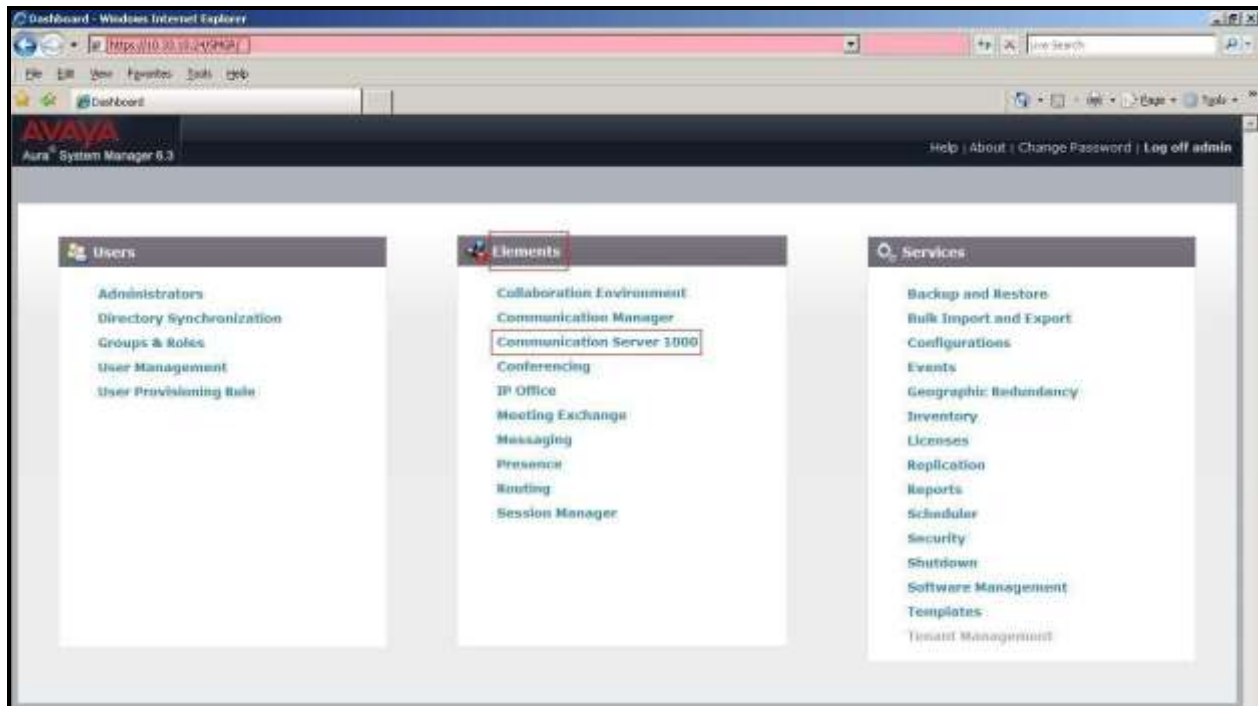 Dashboard - Windows Internet Explorer
Live Search
File Edit View Favorites Tools Help
Dashboard
Page Tools
AVAYA
Aura® System Manager 6.3
Help | About | Change Password | Log off admin
Users
Administrators
Directory Synchronization
Groups & Roles
User Management
User Provisioning Rule
Elements
Collaboration Environment
Communication Manager
Communication Server 1000
Conferencing
IP Office
Meeting Exchange
Messaging
Presence
Routing
Session Manager
Services
Backup and Restore
Bulk Import and Export
Configurations
Events
Geographic Redundancy
Inventory
Licenses
Replication
Reports
Scheduler
Security
Shutdown
Software Management
Templates
Tenant Management